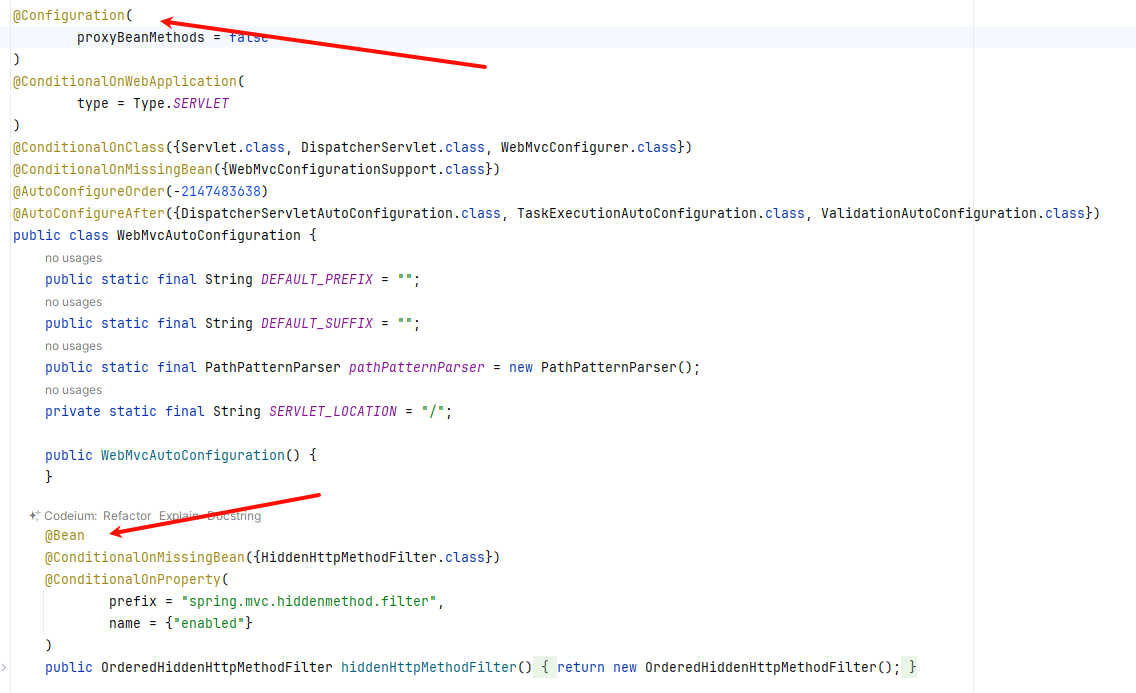 @Configuration(
proxyBeanMethods = false
)
@ConditionalOnWebApplication(
type = Type.SERVLET
)
@ConditionalOnClass({Servlet.class, DispatcherServlet.class, WebMvcConfigurer.class})
@ConditionalOnMissingBean({WebMvcConfigurationSupport.class})
@AutoConfigureOrder(-2147483638)
@AutoConfigureAfter({DispatcherServletAutoConfiguration.class, TaskExecutionAutoConfiguration.class, ValidationAutoConfiguration.class})
public class WebMvcAutoConfiguration {
no usages
public static final String DEFAULT_PREFIX = "";
no usages
public static final String DEFAULT_SUFFIX = "";
no usages
public static final PathPatternParser pathPatternParser = new PathPatternParser();
no usages
private static final String SERVLET_LOCATION = "/";
public WebMvcAutoConfiguration() {
}
Codeium: Refactor Explain Docstring
@Bean
@ConditionalOnMissingBean({HiddenHttpMethodFilter.class})
@ConditionalOnProperty(
prefix = "spring.mvc.hiddenmethod.filter",
name = {"enabled"}
)
public OrderedHiddenHttpMethodFilter hiddenHttpMethodFilter() { return new OrderedHiddenHttpMethodFilter(); }